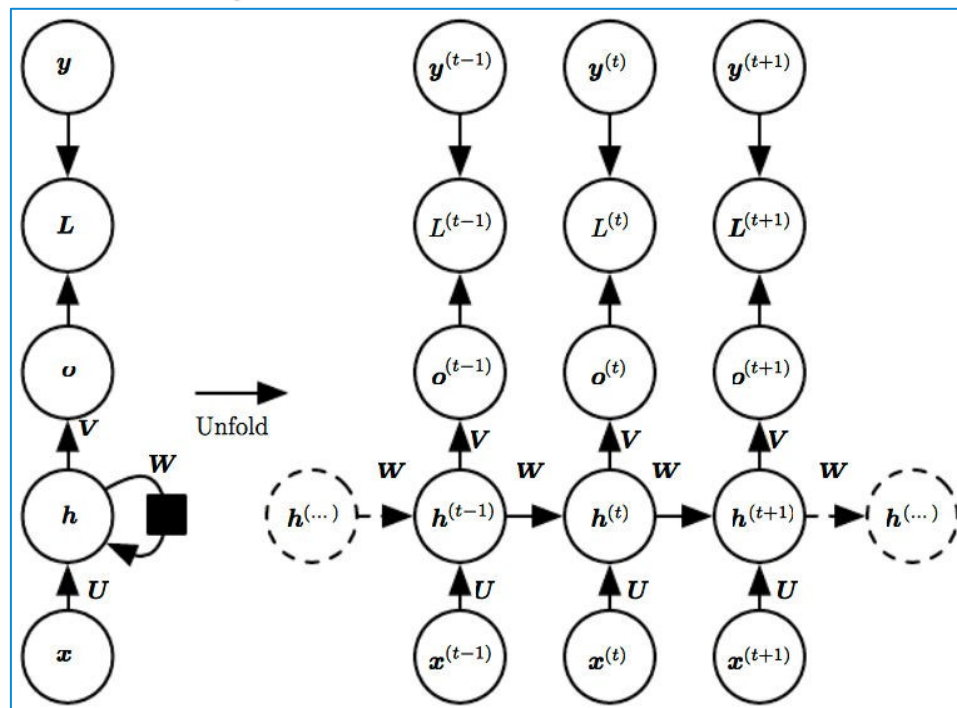 y y^{(t−1)} y^{(t)} y^{(t+1)}
L L^{(t−1)} L^{(t)} L^{(t+1)}
o o^{(t−1)} o^{(t)} o^{(t+1)}
Unfold
V V V V
W W W W W
h h^{(...)} h^{(t−1)} h^{(t)} h^{(t+1)} h^{(...)}
U U U U
x x^{(t−1)} x^{(t)} x^{(t+1)}